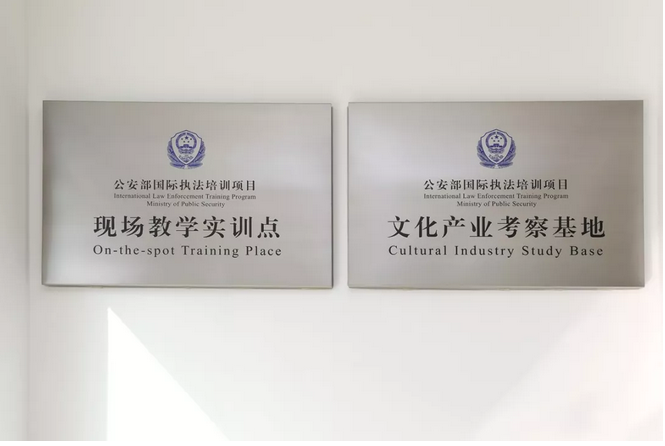 公安部国际执法培训项目
International Law Enforcement Training Program
Ministry of Public Security
现场教学实训点
On-the-spot Training Place
公安部国际执法培训项目
International Law Enforcement Training Program
Ministry of Public Security
文化产业考察基地
Cultural Industry Study Base